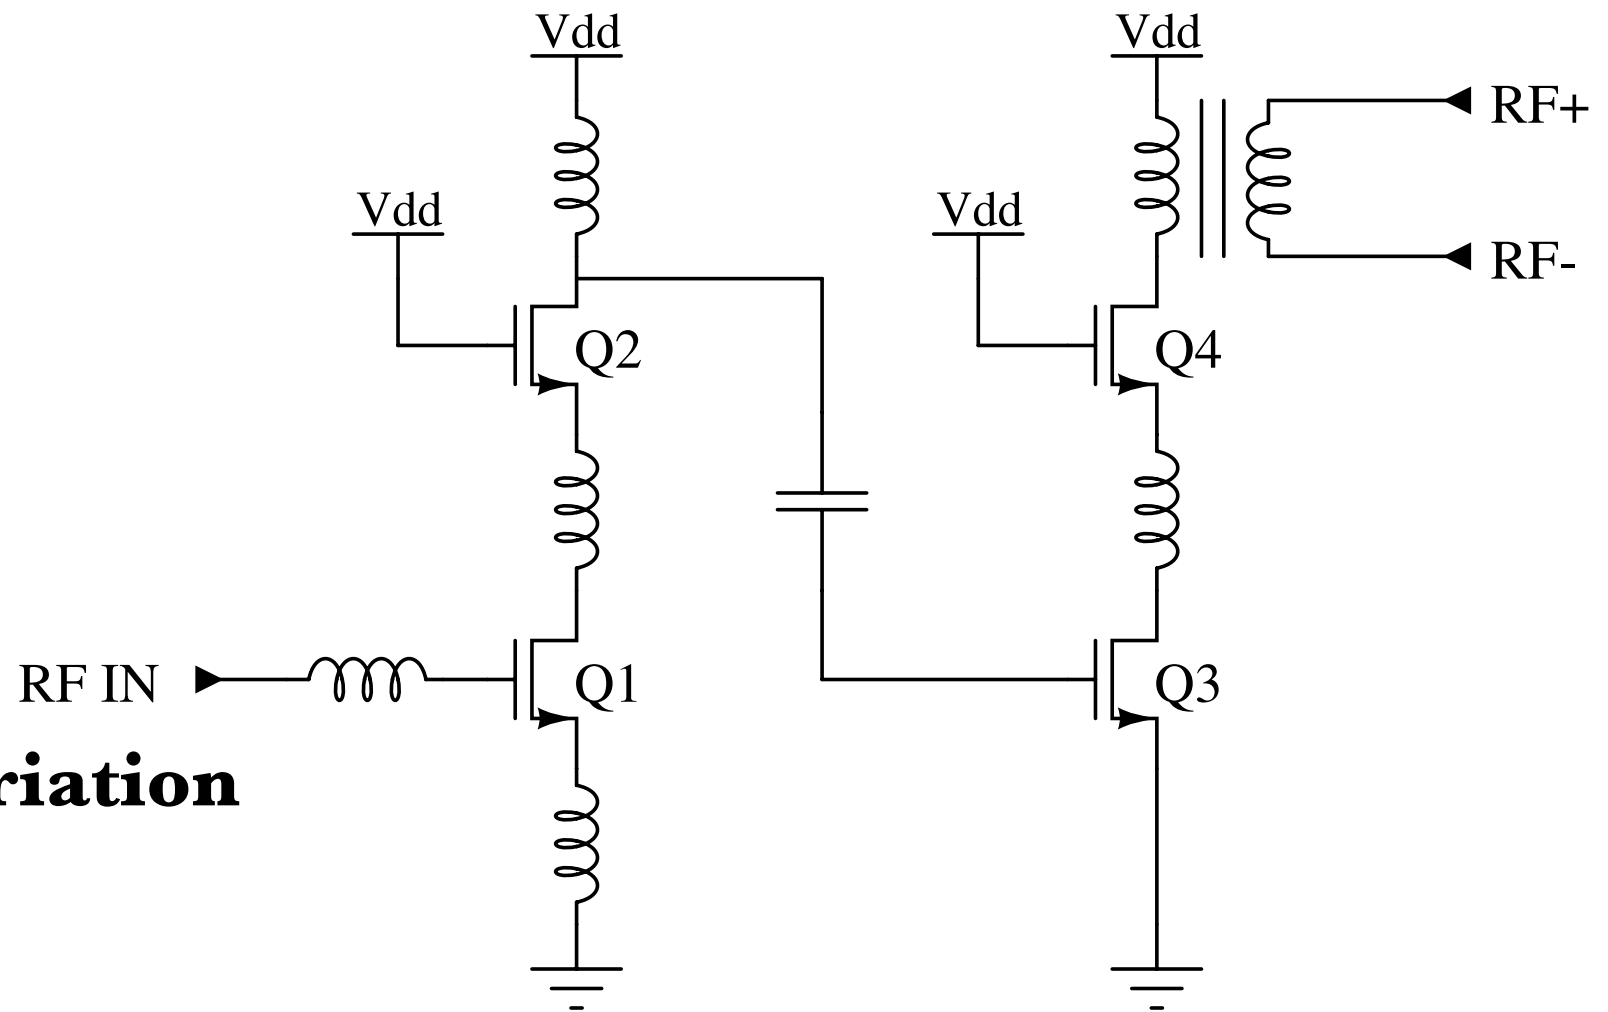 Vdd
Vdd
RF+
Vdd
Vdd
RF-
Q2
Q4
RF IN
Q1
Q3
riation